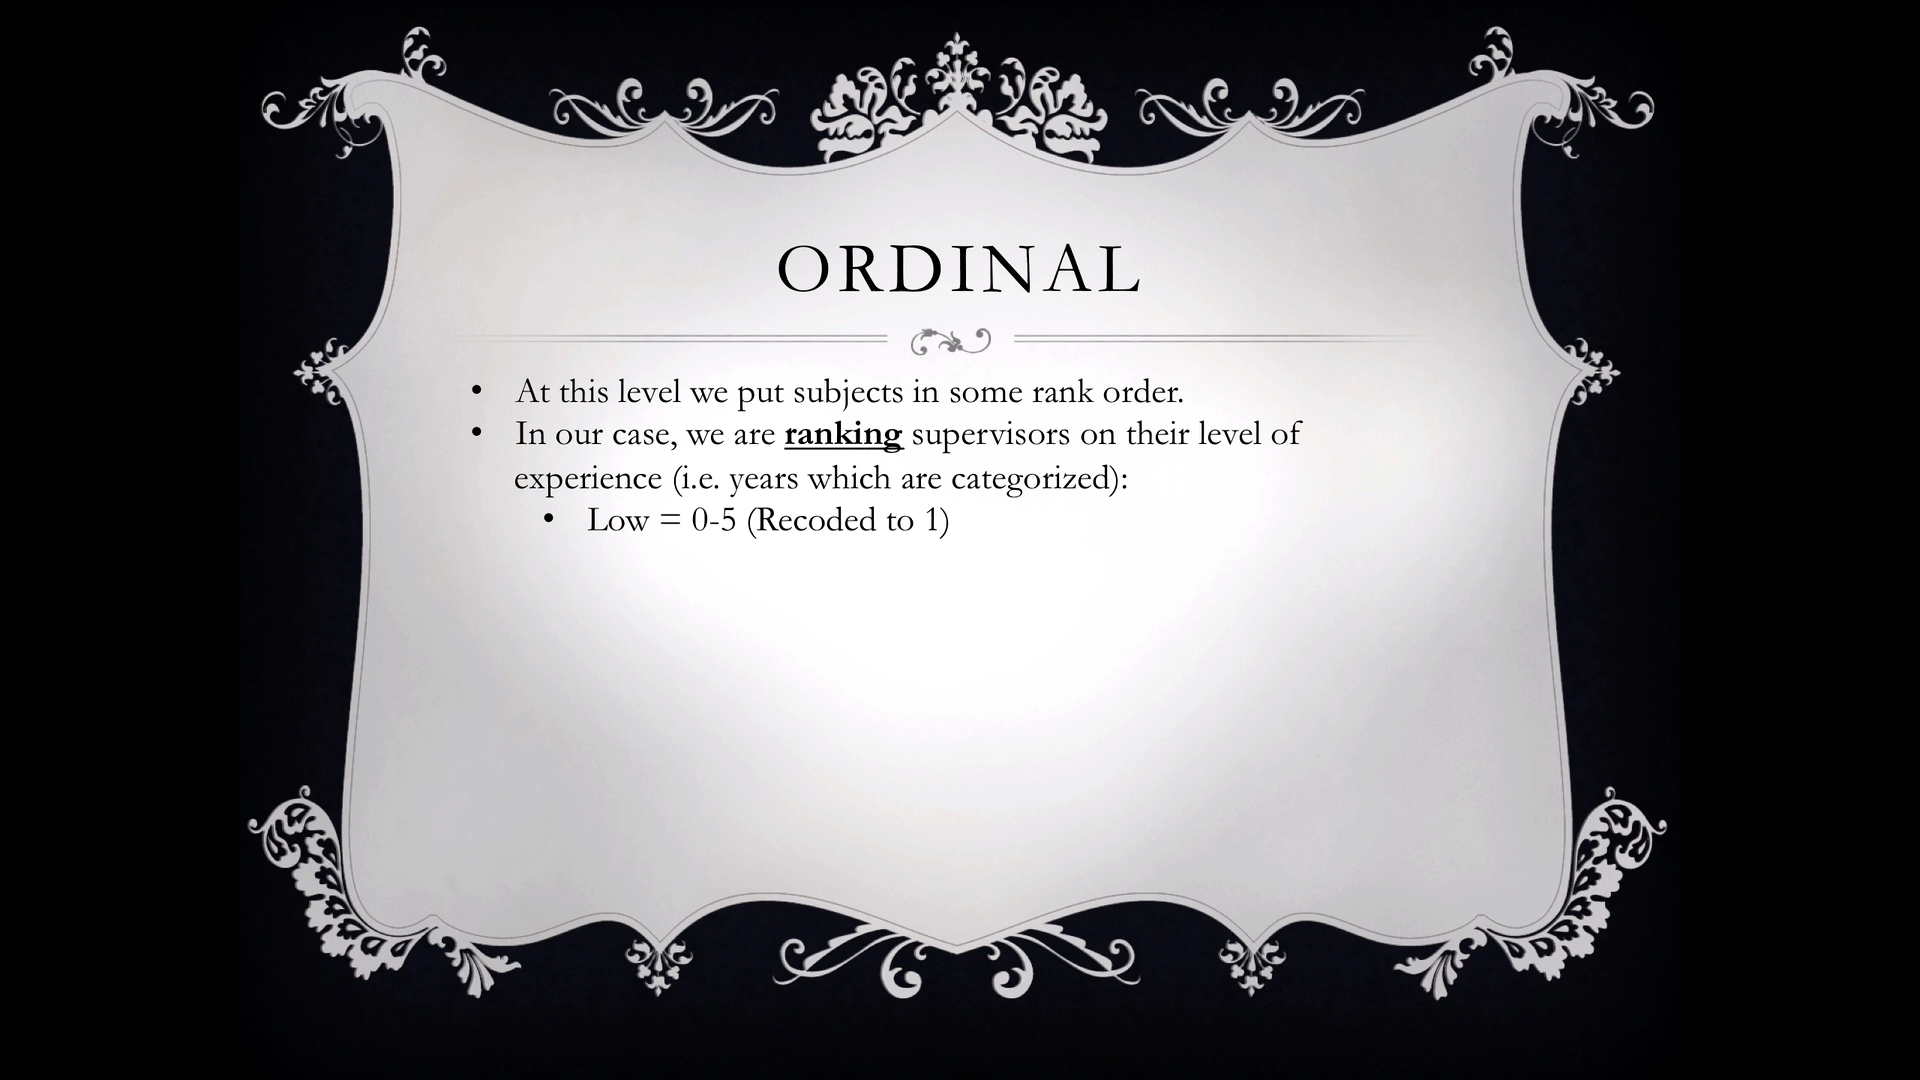 ORDINAL
• At this level we put subjects in some rank order.
• In our case, we are ranking supervisors on their level of
experience (i.e. years which are categorized):
• Low = 0-5 (Recoded to 1)